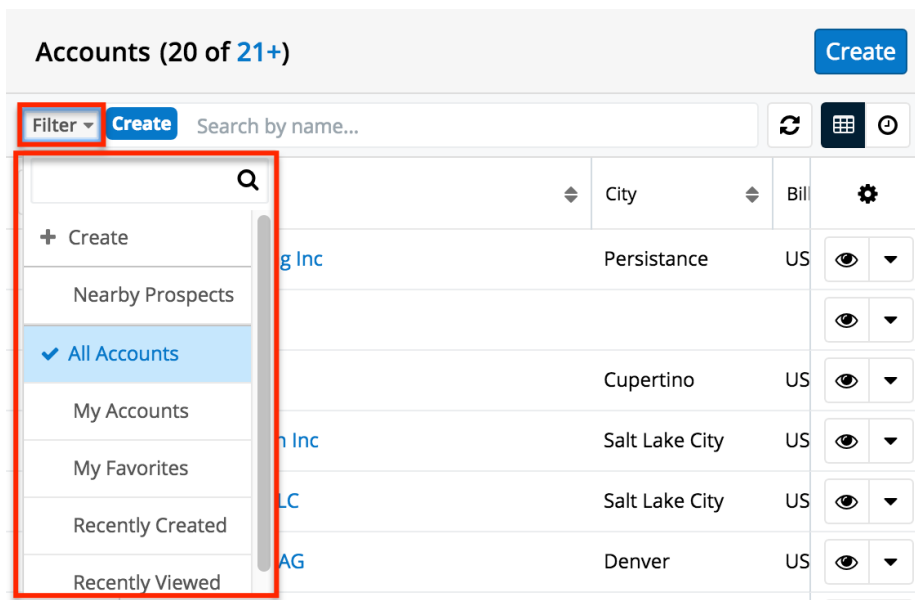 Accounts (20 of 21+)
Create
Filter
Create
Search by name...
City
Bill
+ Create
g Inc
Persistance
US
Nearby Prospects
All Accounts
Cupertino
US
My Accounts
n Inc
Salt Lake City
US
My Favorites
LC
Salt Lake City
US
Recently Created
AG
Denver
US
Recently Viewed